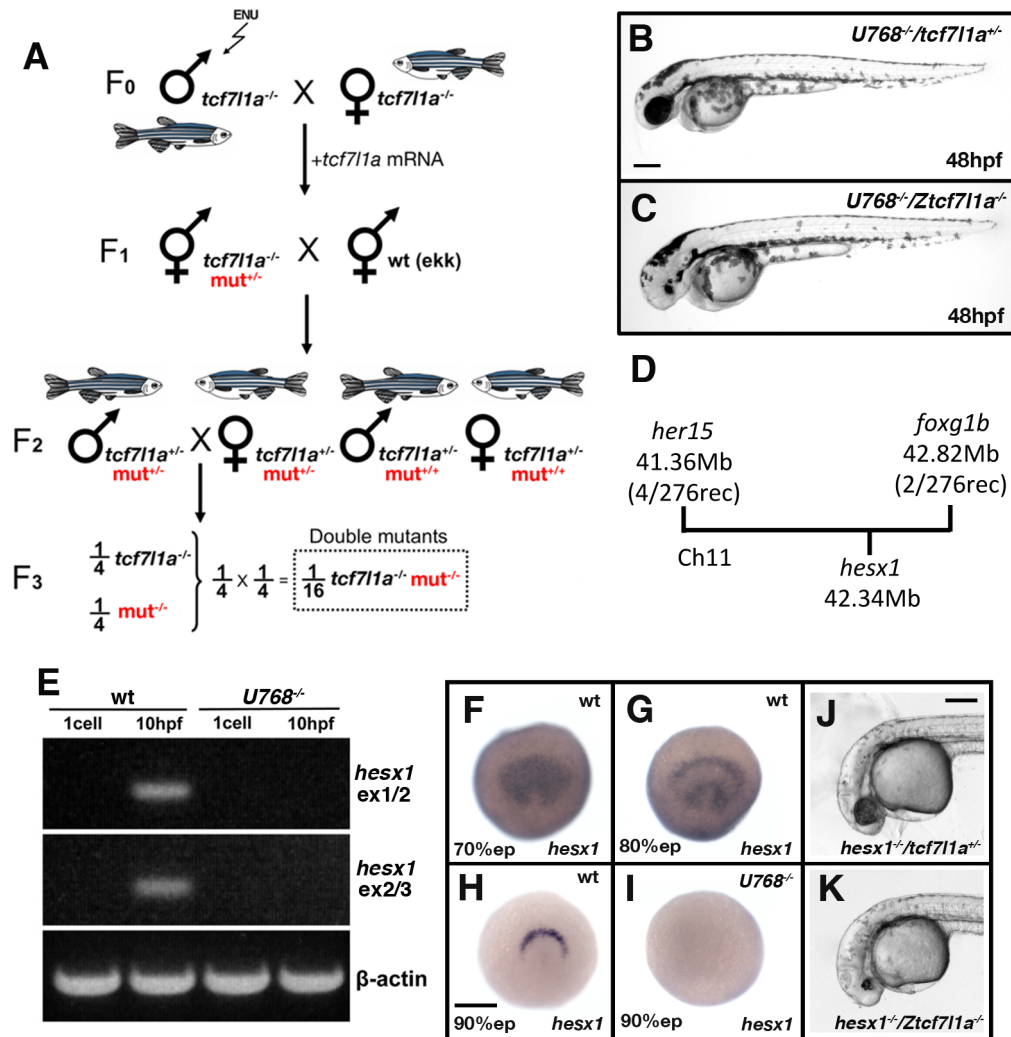 A
ENU
F0
tcf7l1a-/-
X
tcf7l1a-/-
+tcf7l1a mRNA
F1
tcf7l1a-/-
mut+/-
X
wt (ekk)
F2
tcf7l1a+/-
mut+/-
X
tcf7l1a+/-
mut+/-
tcf7l1a+/-
mut+/+
tcf7l1a+/-
mut+/+
F3
1/4 tcf7l1a-/-
1/4 mut-/-
1/4 x 1/4 =
Double mutants
1/16 tcf7l1a-/- mut-/-
B
U768-/-/tcf7l1a+/-
48hpf
C
U768-/-/Ztcf7l1a-/-
48hpf
D
her15
41.36Mb
(4/276rec)
foxg1b
42.82Mb
(2/276rec)
Ch11
hesx1
42.34Mb
E
wt
U768-/-
1cell
10hpf
1cell
10hpf
hesx1
ex1/2
hesx1
ex2/3
β-actin
F
wt
70%ep
hesx1
G
wt
80%ep
hesx1
H
wt
90%ep
hesx1
I
U768-/-
90%ep
hesx1
J
hesx1-/-/tcf7l1a+/-
K
hesx1-/-/Ztcf7l1a-/-